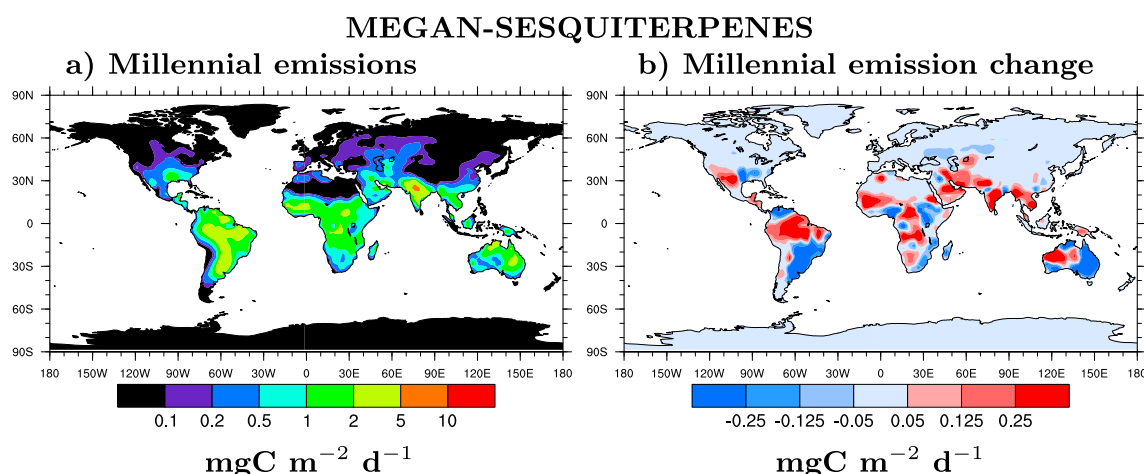 MEGAN-SESQUITERPENES
a) Millennial emissions
b) Millennial emission change
90N
60N
30N
0
30S
60S
90S
180 150W 120W 90W 60W 30W 0 30E 60E 90E 120E 150E 180
0.1 0.2 0.5 1 2 5 10
mgC m⁻² d⁻¹
90N
60N
30N
0
30S
60S
90S
180 150W 120W 90W 60W 30W 0 30E 60E 90E 120E 150E 180
-0.25 -0.125 -0.05 0.05 0.125 0.25
mgC m⁻² d⁻¹